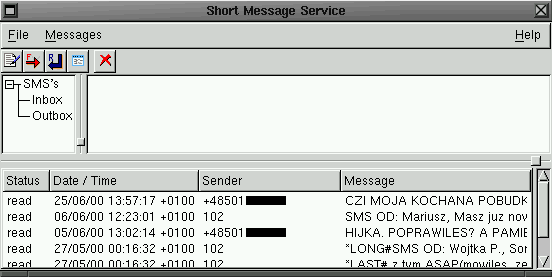 Short Message Service
File Messages Help
SMS's
Inbox
Outbox
Status Date / Time Sender Message
read 25/06/00 13:57:17 +0100 +48501 CZI MOJA KOCHANA POBUDK
read 06/06/00 12:23:01 +0100 102 SMS OD: Mariusz, Masz juz nov
read 05/06/00 13:02:14 +0100 +48501 HIJKA. POPRAWILES? A PAMIE
read 27/05/00 00:16:32 +0100 102 *LONG#SMS OD: Wojtka P., Sor
read 27/05/00 00:16:32 +0100 102 *LAST# z tym ASAP(mowiles, ze